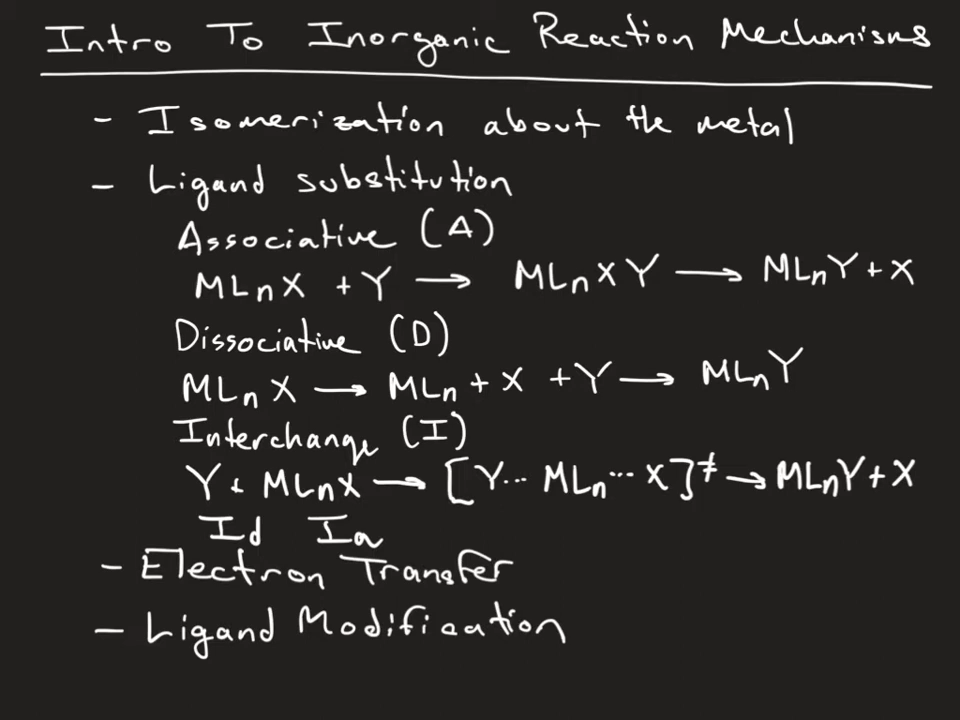 Intro To Inorganic Reaction Mechanisms
- Isomerization about the metal
- Ligand substitution
Associative (A)
MLnX + Y → MLnXY → MLnY + X
Dissociative (D)
MLnX → MLn + X + Y → MLnY
Interchange (I)
Y + MLnX → [Y··· MLn··· X]‡ → MLnY + X
Id Ia
- Electron Transfer
- Ligand Modification